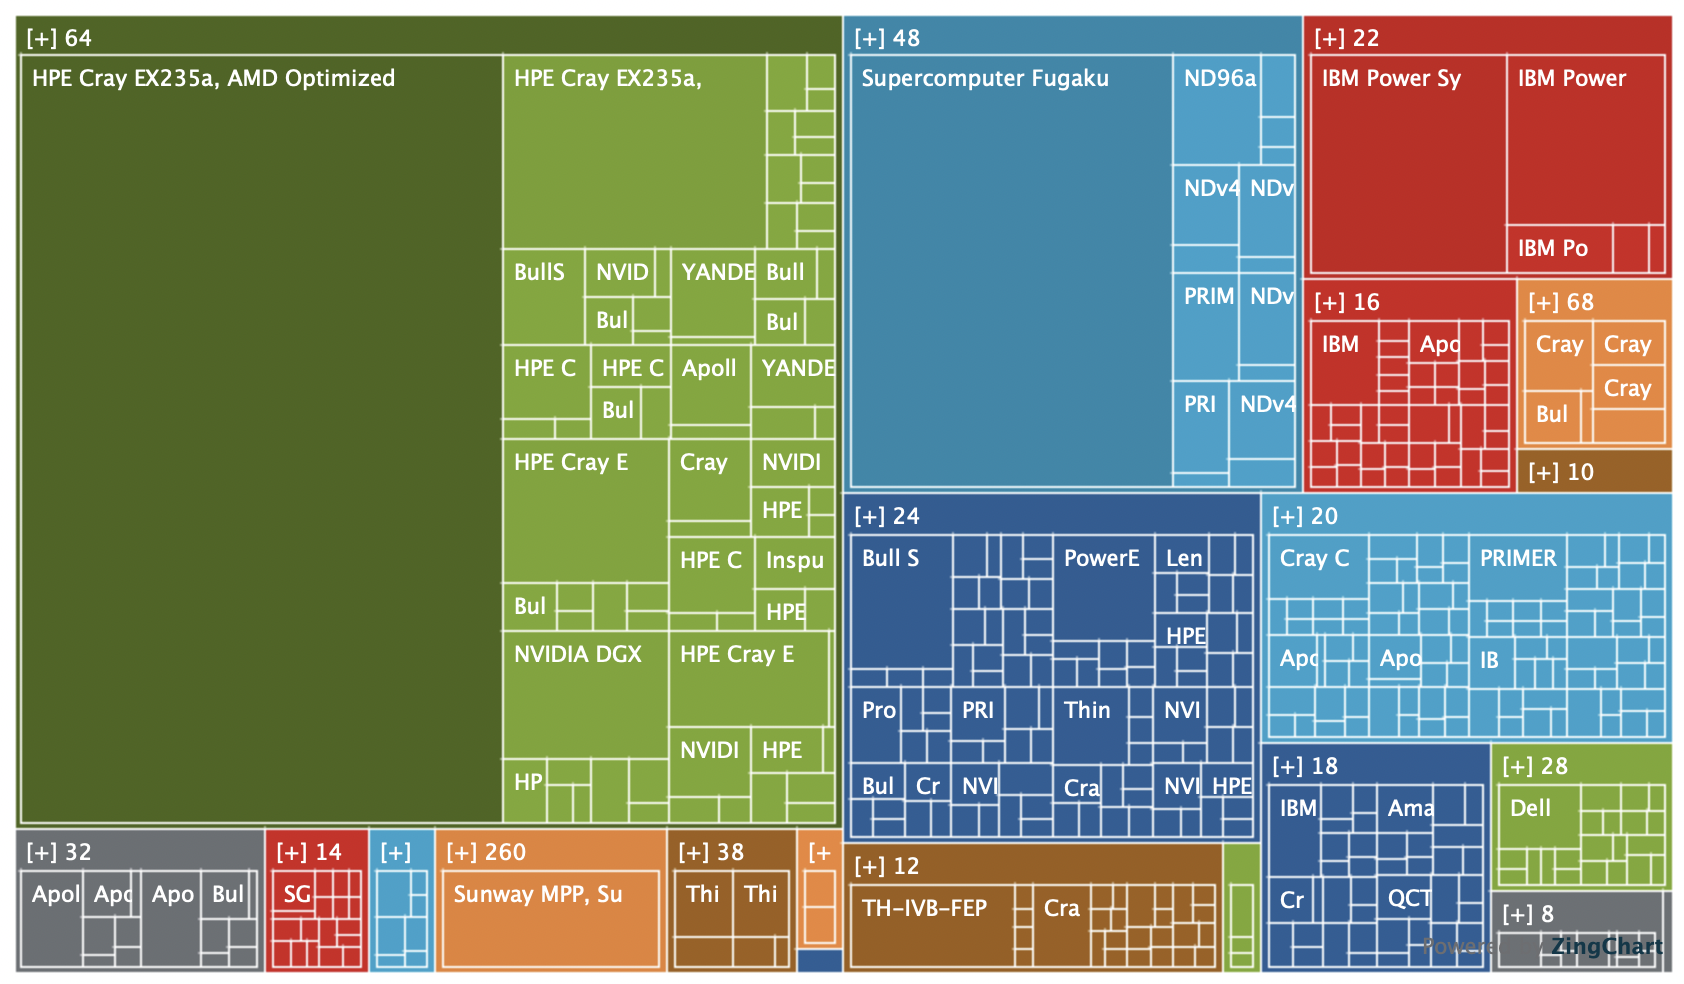 [+] 64
HPE Cray EX235a, AMD Optimized
HPE Cray EX235a,
BullS
NVID
YANDE
Bull
Bul
Bul
HPE C
HPE C
Apoll
YANDE
Bul
HPE Cray E
Cray
NVIDI
HPE
HPE C
Inspu
Bul
HPE
NVIDIA DGX
HPE Cray E
NVIDI
HPE
HP
[+] 48
Supercomputer Fugaku
ND96a
NDv4
NDv
PRIM
NDv
PRI
NDv4
[+] 22
IBM Power Sy
IBM Power
IBM Po
[+] 16
IBM
Apo
[+] 68
Cray
Cray
Cray
Bul
[+] 10
[+] 24
Bull S
PowerE
Len
HPE
Pro
PRI
Thin
NVI
Bul
Cr
NVI
Cra
NVI
HPE
[+] 20
Cray C
PRIMER
Apo
Apo
IB
[+] 18
IBM
Ama
Cr
QCT
[+] 28
Dell
[+] 8
[+] 32
Apol
Apo
Apo
Bul
[+] 14
SG
[+]
[+] 260
Sunway MPP, Su
[+] 38
Thi
Thi
[+
[+] 12
TH-IVB-FEP
Cra
Powered by ZingChart